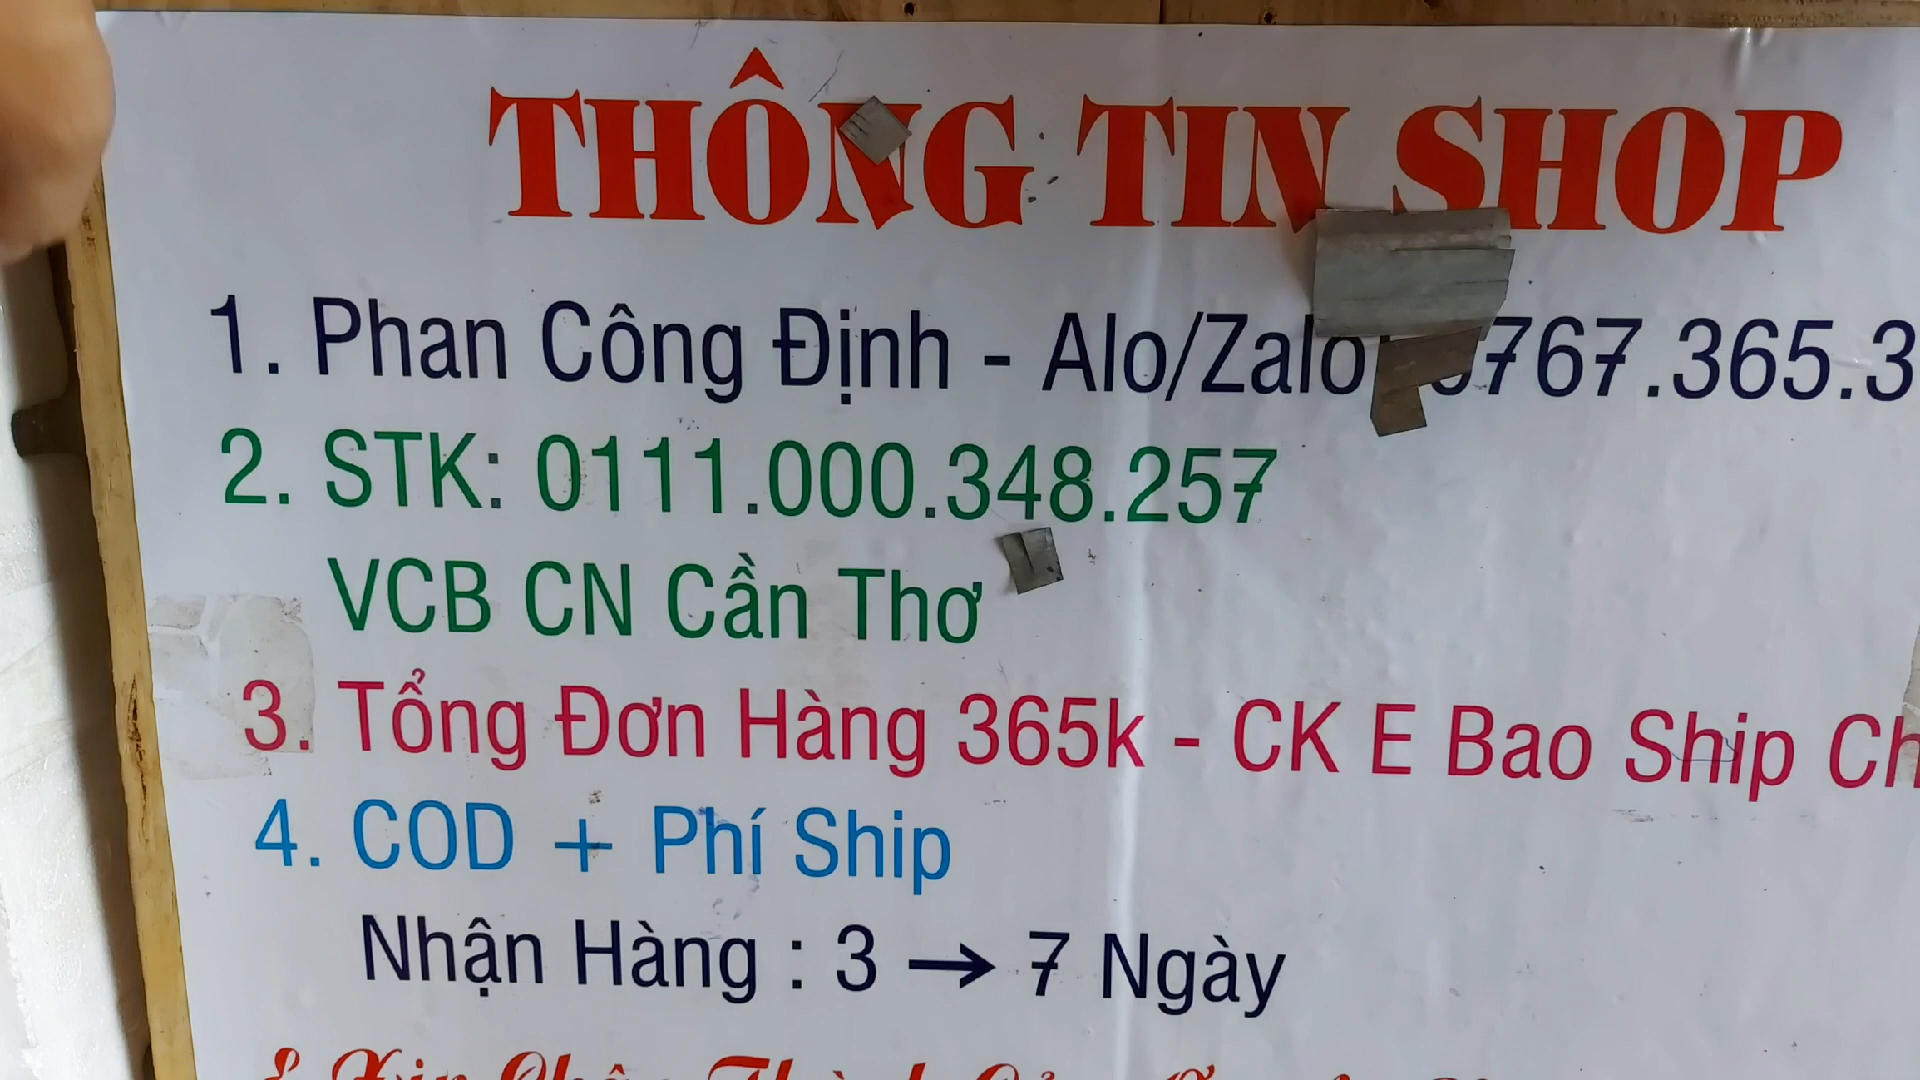 THÔNG TIN SHOP
1. Phan Công Định - Alo/Zalo 0767.365.3
2. STK: 0111.000.348.257
VCB CN Cần Thơ
3. Tổng Đơn Hàng 365k - CK E Bao Ship Ch
4. COD + Phí Ship
Nhận Hàng : 3 → 7 Ngày